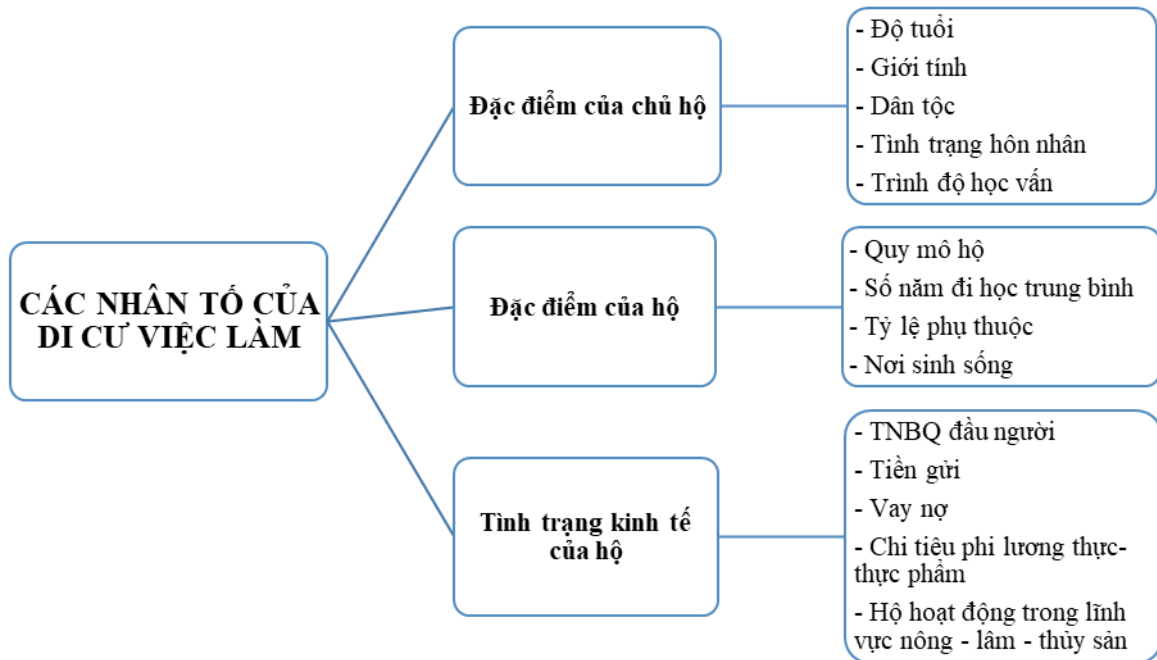 CÁC NHÂN TỐ CỦA
DI CƯ VIỆC LÀM
Đặc điểm của chủ hộ
- Độ tuổi
- Giới tính
- Dân tộc
- Tình trạng hôn nhân
- Trình độ học vấn
Đặc điểm của hộ
- Quy mô hộ
- Số năm đi học trung bình
- Tỷ lệ phụ thuộc
- Nơi sinh sống
Tình trạng kinh tế
của hộ
- TNBQ đầu người
- Tiền gửi
- Vay nợ
- Chi tiêu phi lương thực-
thực phẩm
- Hộ hoạt động trong lĩnh
vực nông - lâm - thủy sản